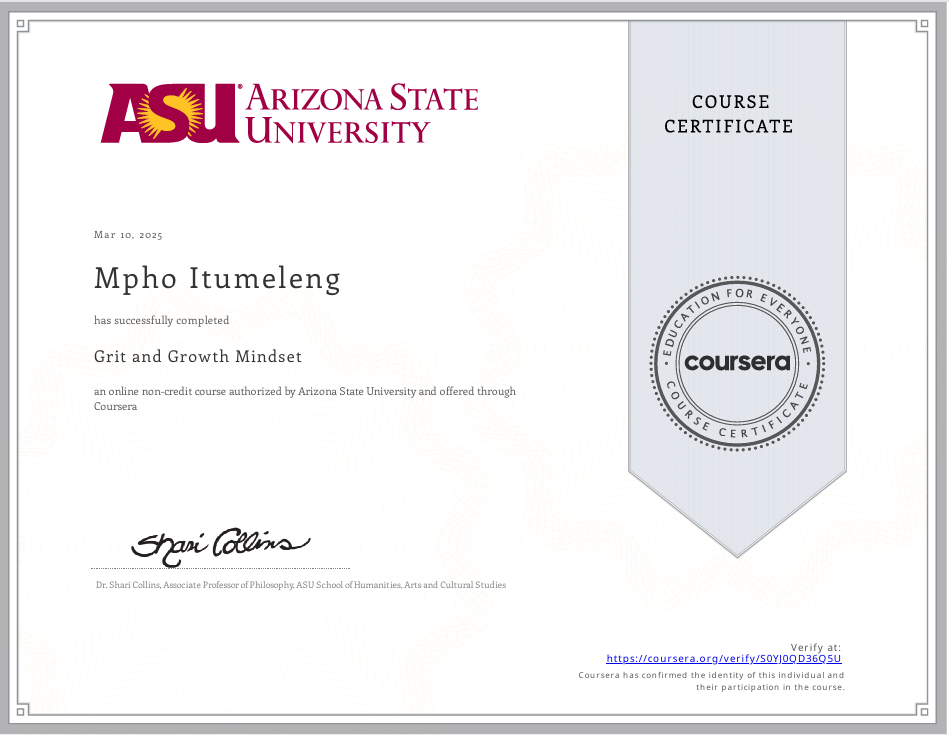 ASU® ARIZONA STATE
UNIVERSITY
COURSE
CERTIFICATE
Mar 10, 2025
Mpho Itumeleng
has successfully completed
Grit and Growth Mindset
an online non-credit course authorized by Arizona State University and offered through
Coursera
EDUCATION FOR EVERYONE
coursera
COURSE CERTIFICATE
Shari Collins
Dr. Shari Collins, Associate Professor of Philosophy, ASU School of Humanities, Arts and Cultural Studies
Verify at:
https://coursera.org/verify/S0YJ0QD36Q5U
Coursera has confirmed the identity of this individual and
their participation in the course.